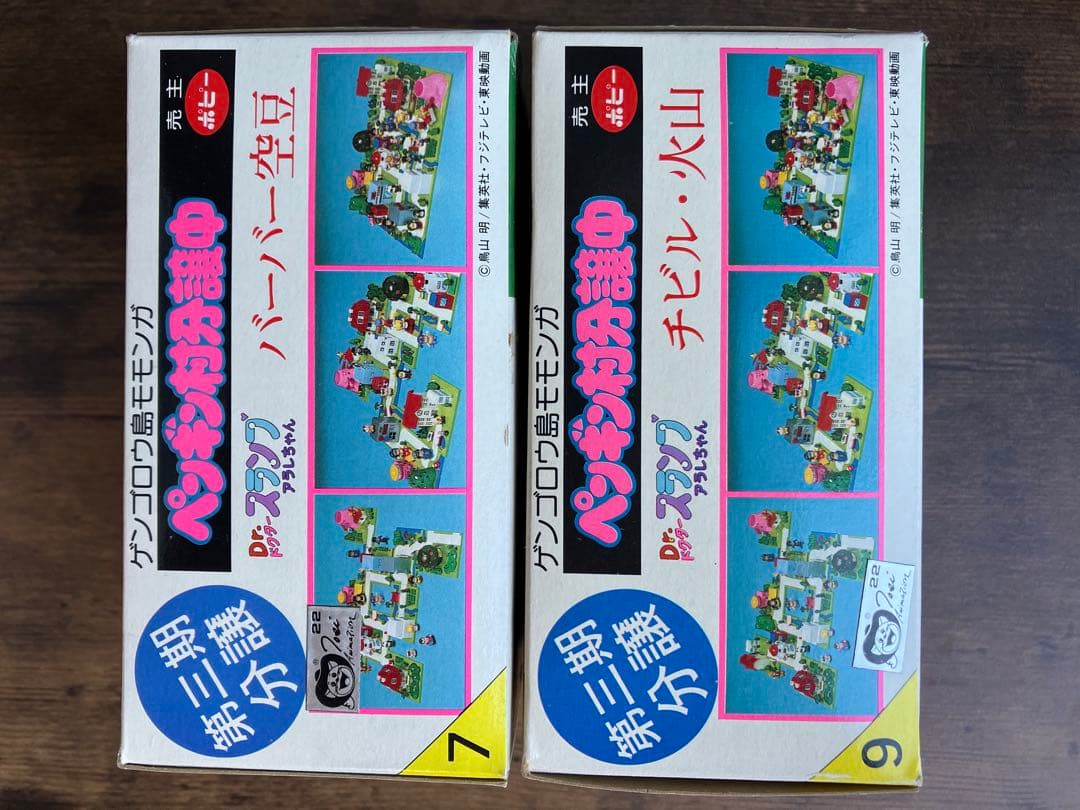 ゲンゴロウ島モモンガ
ペンギン村分譲中
売主
ポピー
バーバー空豆
Dr.
ドクター
スランプ
アラレちゃん
第三期
分譲
©鳥山 明/集英社・フジテレビ・東映動画
22
Toei
Animation
7
ゲンゴロウ島モモンガ
ペンギン村分譲中
売主
ポピー
チビル・火山
Dr.
ドクター
スランプ
アラレちゃん
第三期
分譲
©鳥山 明/集英社・フジテレビ・東映動画
22
Toei
Animation
9